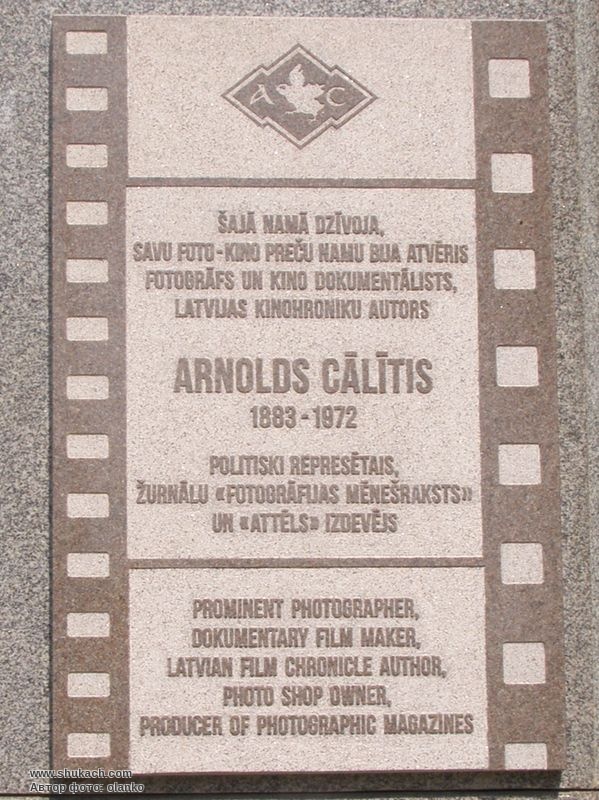 A C
ŠAJĀ NAMĀ DZĪVOJA,
SAVU FOTO-KINO PREČU NAMU BIJA ATVĒRIS
FOTOGRĀFS UN KINO DOKUMENTĀLISTS,
LATVIJAS KINOHRONIKU AUTORS
ARNOLDS CĀLĪTIS
1883-1972
POLITISKI REPRESĒTAIS,
ŽURNĀLU «FOTOGRĀFIJAS MĒNEŠRAKSTS»
UN «ATTĒLS» IZDEVĒJS
PROMINENT PHOTOGRAPHER,
DOKUMENTARY FILM MAKER,
LATVIAN FILM CHRONICLE AUTHOR,
PHOTO SHOP OWNER,
PRODUCER OF PHOTOGRAPHIC MAGAZINES
www.shukach.com
Автор фото: olanko